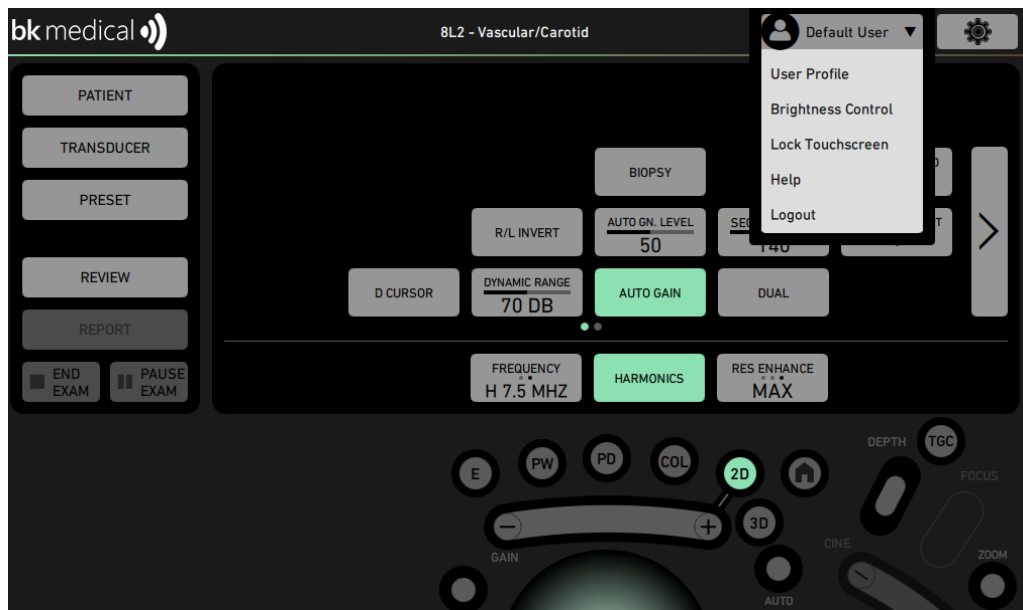 bk medical
8L2 - Vascular/Carotid
Default User
User Profile
Brightness Control
Lock Touchscreen
Help
Logout
PATIENT
TRANSDUCER
PRESET
REVIEW
REPORT
END
EXAM
PAUSE
EXAM
BIOPSY
R/L INVERT
AUTO GN. LEVEL
50
D CURSOR
DYNAMIC RANGE
70 DB
AUTO GAIN
DUAL
FREQUENCY
H 7.5 MHZ
HARMONICS
RES ENHANCE
MAX
E
PW
PD
COL
2D
3D
GAIN
AUTO
DEPTH
TGC
FOCUS
CINE
ZOOM